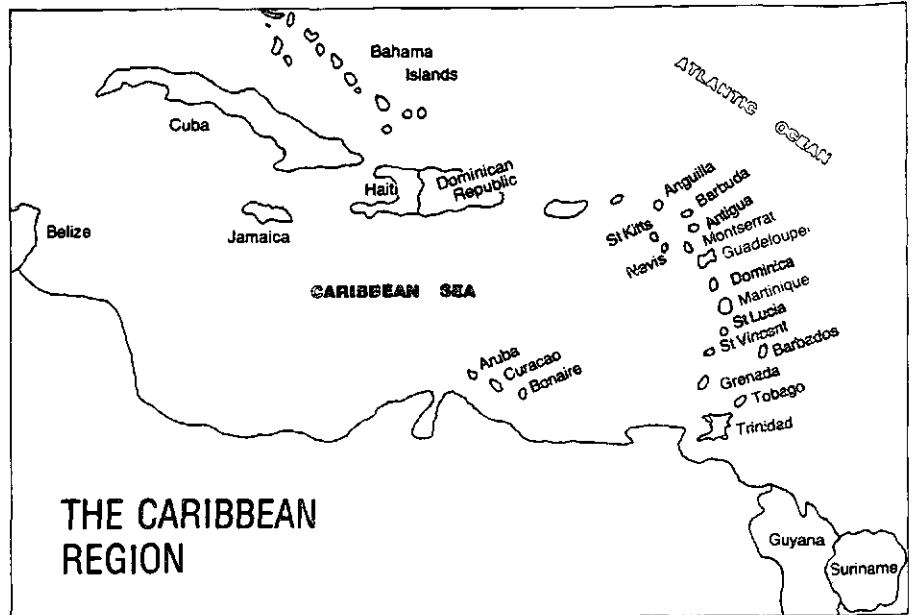 Bahama
Islands
ATLANTIC OCEAN
Cuba
Haiti
Dominican
Republic
Anguilla
Barbuda
Antigua
St Kitts
Montserrat
Nevis
Guadeloupe
Belize
Jamaica
CARIBBEAN SEA
Dominica
Martinique
St Lucia
St Vincent
Barbados
Aruba
Curacao
Bonaire
Grenada
Tobago
Trinidad
THE CARIBBEAN
REGION
Guyana
Suriname